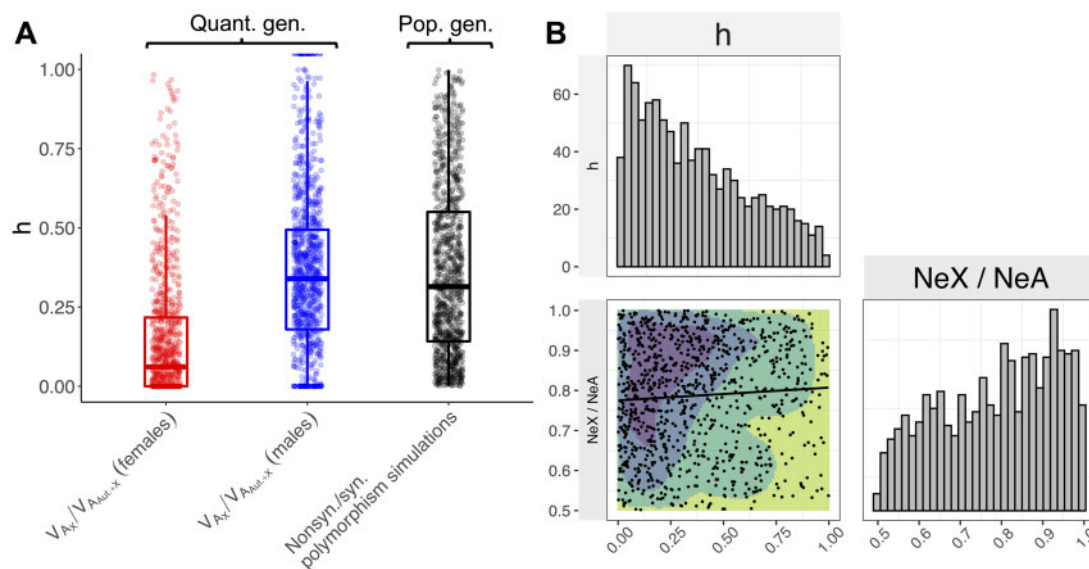 A
Quant. gen.
Pop. gen.
h
1.00
0.75
0.50
0.25
0.00
VAX/VAAut->X (females)
VAX/VAAut->X (males)
Nonsyn./syn.
polymorphism simulations
B
h
h
60
40
20
0
NeX / NeA
NeX / NeA
1.0
0.9
0.8
0.7
0.6
0.5
0.00
0.25
0.50
0.75
1.00
0.5
0.6
0.7
0.8
0.9
1.0